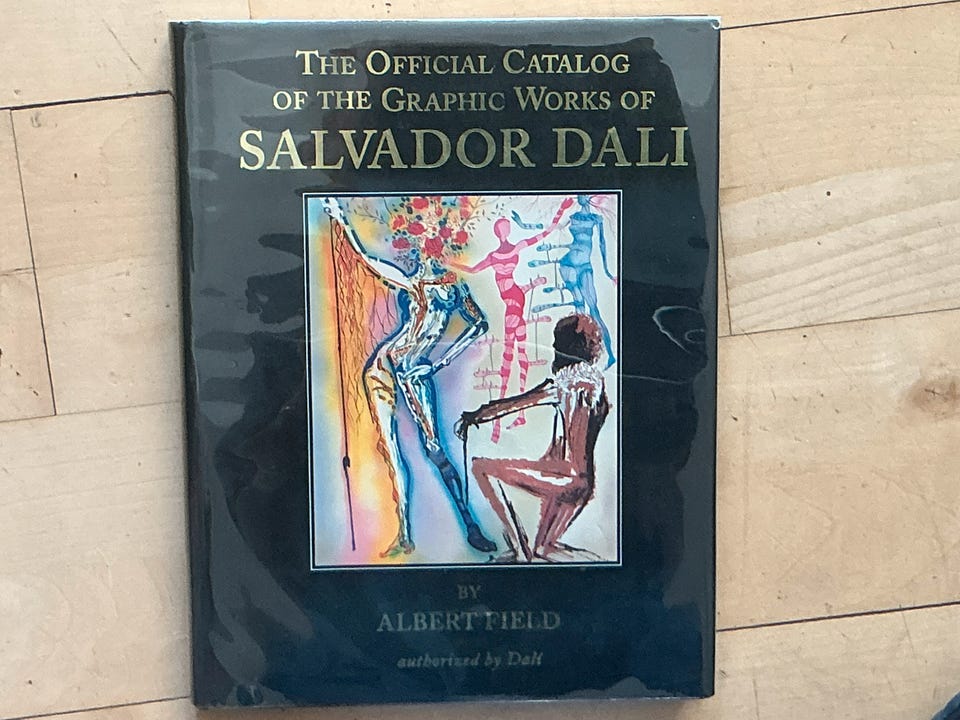 THE OFFICIAL CATALOG
OF THE GRAPHIC WORKS OF
SALVADOR DALI
BY
ALBERT FIELD
authorized by Dali